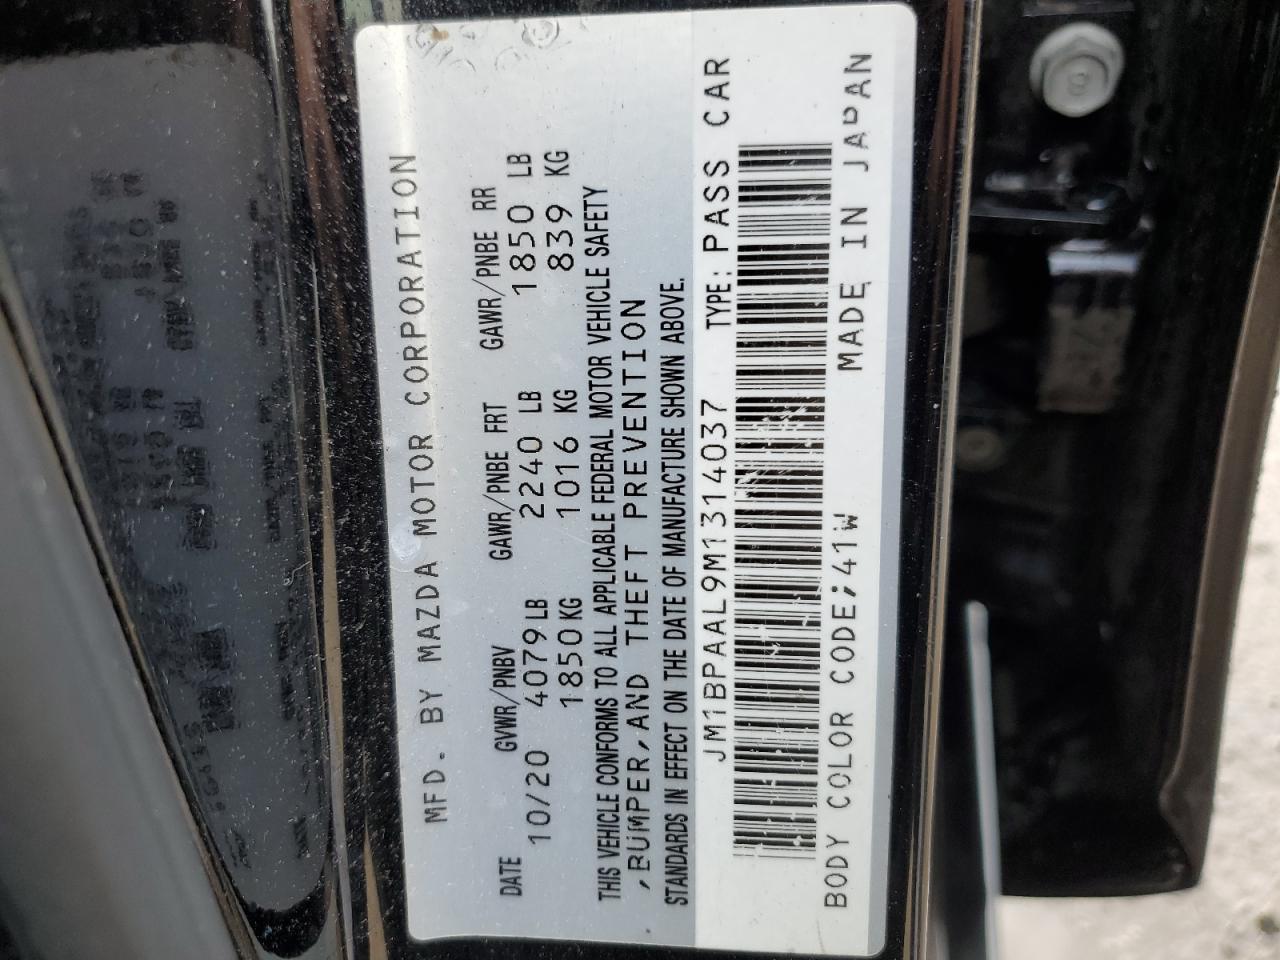 MFD. BY MAZDA MOTOR CORPORATION
DATE GVWR/PNBV GAWR/PNBE FRT GAWR/PNBE RR
10/20 4079 LB 2240 LB 1850 LB
1850 KG 1016 KG 839 KG
THIS VEHICLE CONFORMS TO ALL APPLICABLE FEDERAL MOTOR VEHICLE SAFETY
,BUMPER,AND THEFT PREVENTION
STANDARDS IN EFFECT ON THE DATE OF MANUFACTURE SHOWN ABOVE.
JM1BPAAL9M1314037 TYPE: PASS CAR
BODY COLOR CODE:41W MADE IN JAPAN